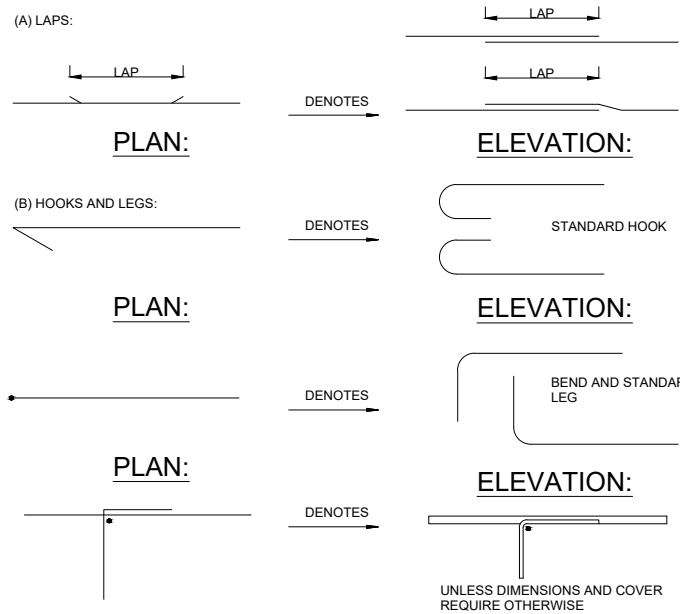 (A) LAPS:
LAP
LAP
LAP
DENOTES
PLAN:
ELEVATION:
(B) HOOKS AND LEGS:
DENOTES
STANDARD HOOK
PLAN:
ELEVATION:
DENOTES
BEND AND STANDAR
LEG
PLAN:
ELEVATION:
DENOTES
UNLESS DIMENSIONS AND COVER
REQUIRE OTHERWISE